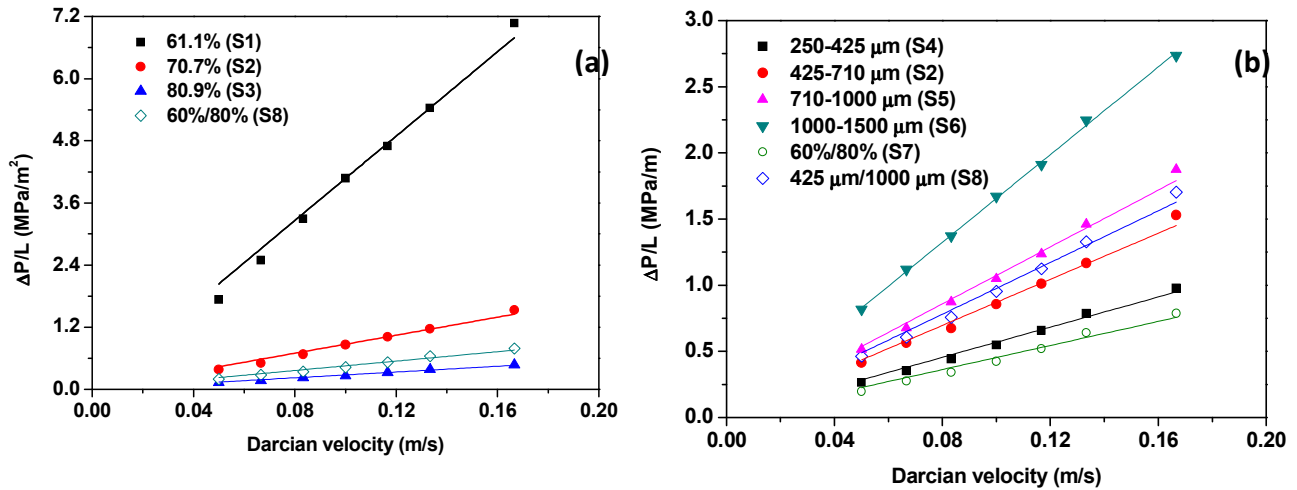 7.2
6.0
4.8
3.6
2.4
1.2
0.0
ΔP/L (MPa/m²)
61.1% (S1)
70.7% (S2)
80.9% (S3)
60%/80% (S8)
(a)
0.00 0.04 0.08 0.12 0.16 0.20
Darcian velocity (m/s)
3.0
2.5
2.0
1.5
1.0
0.5
0.0
ΔP/L (MPa/m)
250-425 μm (S4)
425-710 μm (S2)
710-1000 μm (S5)
1000-1500 μm (S6)
60%/80% (S7)
425 μm/1000 μm (S8)
(b)
0.00 0.04 0.08 0.12 0.16 0.20
Darcian velocity (m/s)